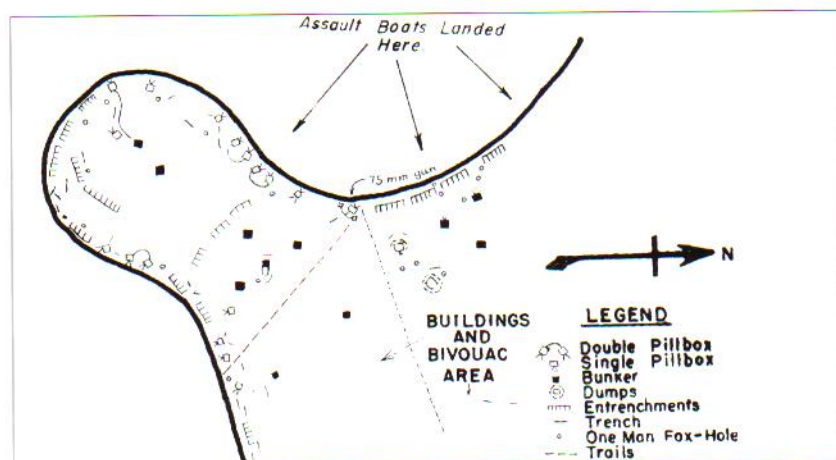 Assault Boats Landed
Here
75 mm gun
N
BUILDINGS
AND
BIVOUAC
AREA
LEGEND
Double Pillbox
Single Pillbox
Bunker
Dumps
Entrenchments
Trench
One Man Fox-Hole
Trails